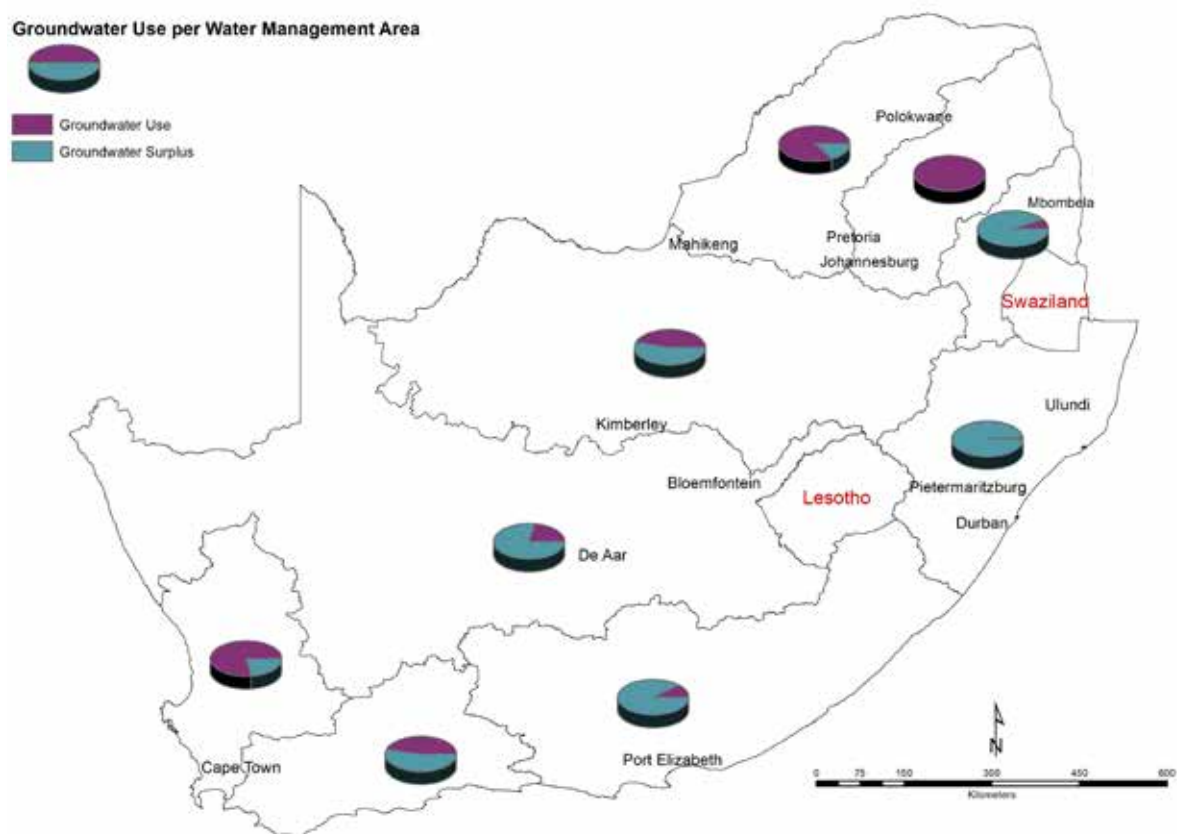 Groundwater Use per Water Management Area
Groundwater Use
Groundwater Surplus
Polokwane
Mbombela
Mahikeng
Pretoria
Johannesburg
Swaziland
Ulundi
Kimberley
Bloemfontein
Lesotho
Pietermaritzburg
Durban
De Aar
Port Elizabeth
Cape Town
N
0 75 150 300 450 600
Kilometers